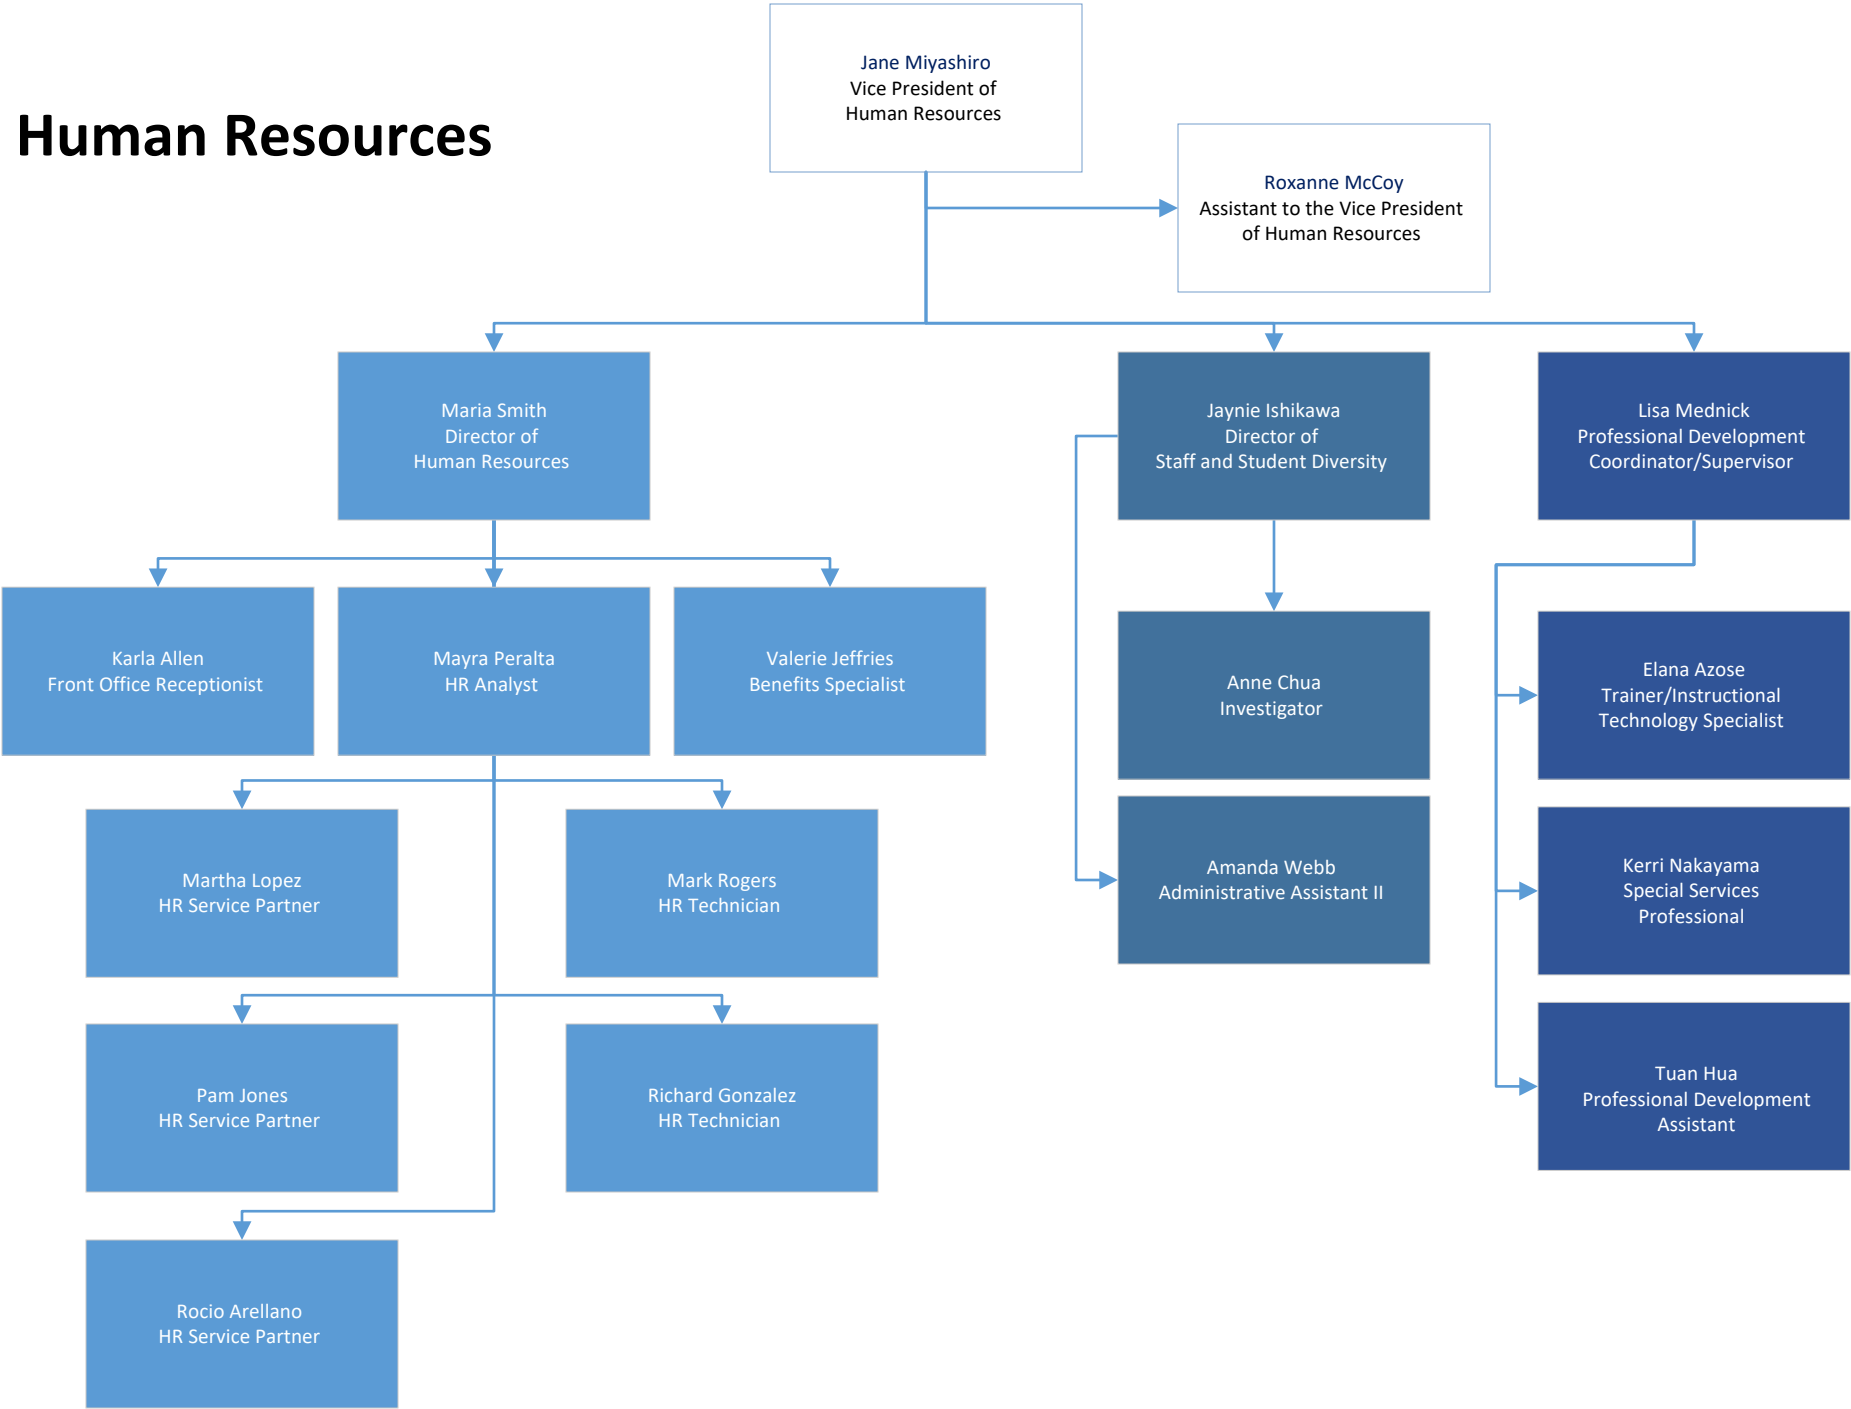 Human Resources
Jane Miyashiro
Vice President of
Human Resources
Roxanne McCoy
Assistant to the Vice President
of Human Resources
Maria Smith
Director of
Human Resources
Jaynie Ishikawa
Director of
Staff and Student Diversity
Lisa Mednick
Professional Development
Coordinator/Supervisor
Karla Allen
Front Office Receptionist
Mayra Peralta
HR Analyst
Valerie Jeffries
Benefits Specialist
Anne Chua
Investigator
Elana Azose
Trainer/Instructional
Technology Specialist
Martha Lopez
HR Service Partner
Mark Rogers
HR Technician
Amanda Webb
Administrative Assistant II
Kerri Nakayama
Special Services
Professional
Pam Jones
HR Service Partner
Richard Gonzalez
HR Technician
Tuan Hua
Professional Development
Assistant
Rocio Arellano
HR Service Partner